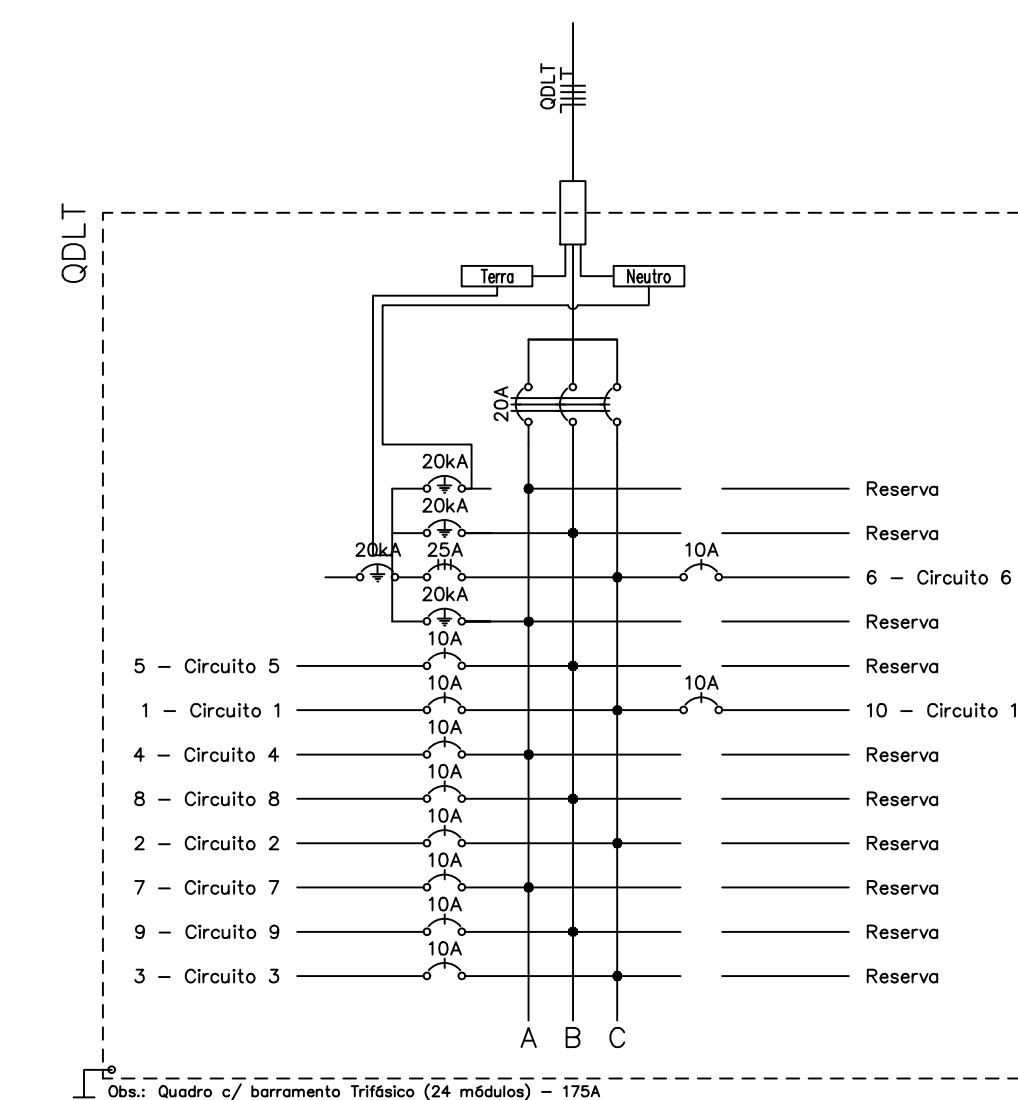 QDLT
QDLT
Terra
Neutro
20A
20kA
Reserva
20kA
Reserva
20kA
25A
10A
6 – Circuito 6
20kA
Reserva
10A
5 – Circuito 5
Reserva
10A
10A
1 – Circuito 1
10 – Circuito 1
10A
4 – Circuito 4
Reserva
10A
8 – Circuito 8
Reserva
10A
2 – Circuito 2
Reserva
10A
7 – Circuito 7
Reserva
10A
9 – Circuito 9
Reserva
10A
3 – Circuito 3
Reserva
A B C
Obs.: Quadro c/ barramento Trifásico (24 módulos) – 175A